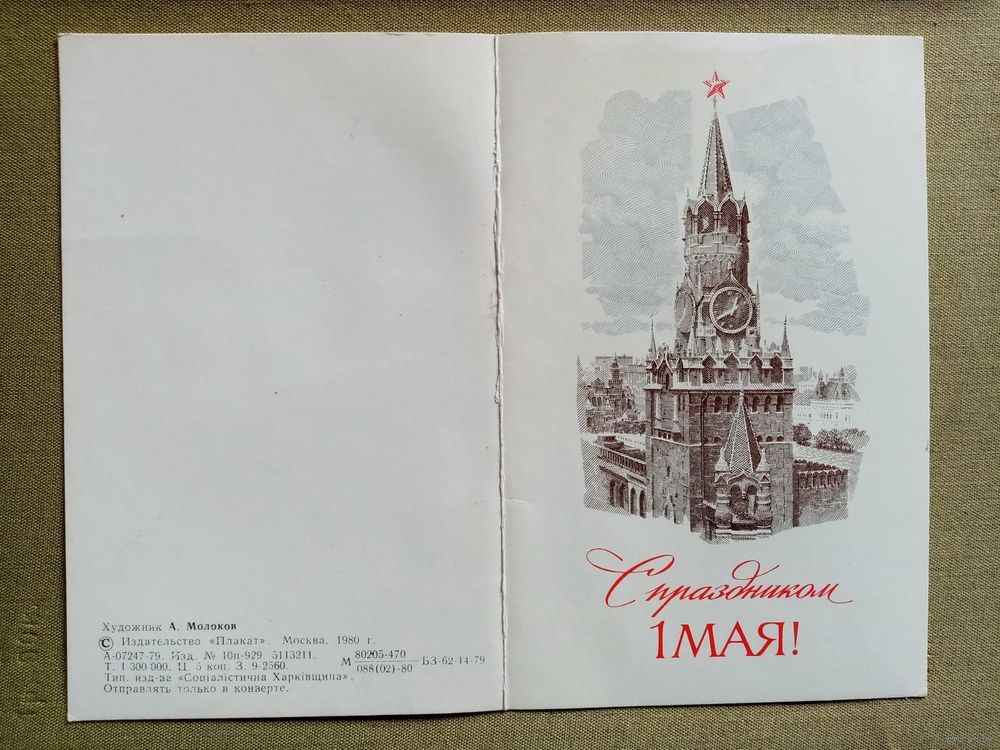 Художник А. Молоков
© Издательство «Плакат». Москва. 1980 г.
А-07247-79. Изд. № 10п-929. 5113211.
Т. 1 300 000. Ц. 5 коп. З. 9-2560.
М 80205-470
088(02)-80 БЗ-62-14-79
Тип. изд-ва «Соціалістична Харківщина».
Отправлять только в конверте.
С праздником
1 МАЯ!